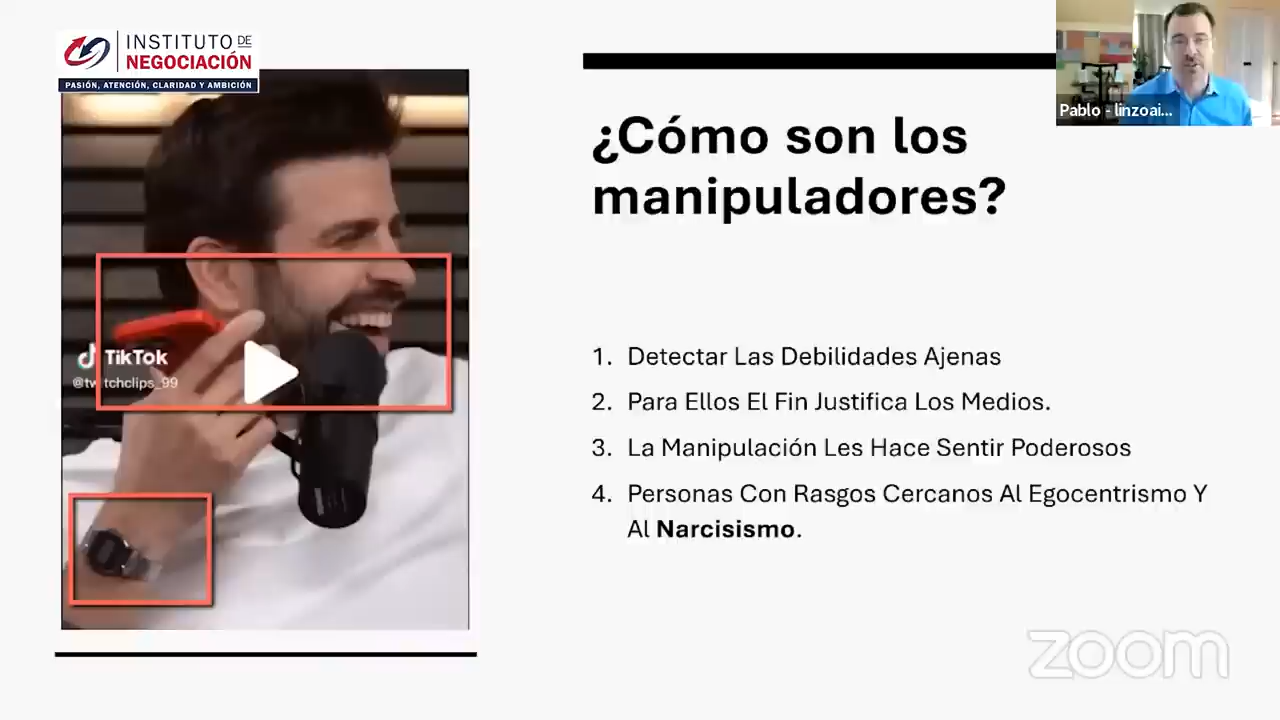 INSTITUTO DE
NEGOCIACIÓN
PASIÓN, ATENCIÓN, CLARIDAD Y AMBICIÓN
Pablo - linzoai...
¿Cómo son los
manipuladores?
TikTok
@twitchclips_99
1. Detectar Las Debilidades Ajenas
2. Para Ellos El Fin Justifica Los Medios.
3. La Manipulación Les Hace Sentir Poderosos
4. Personas Con Rasgos Cercanos Al Egocentrismo Y
Al Narcisismo.
zoom